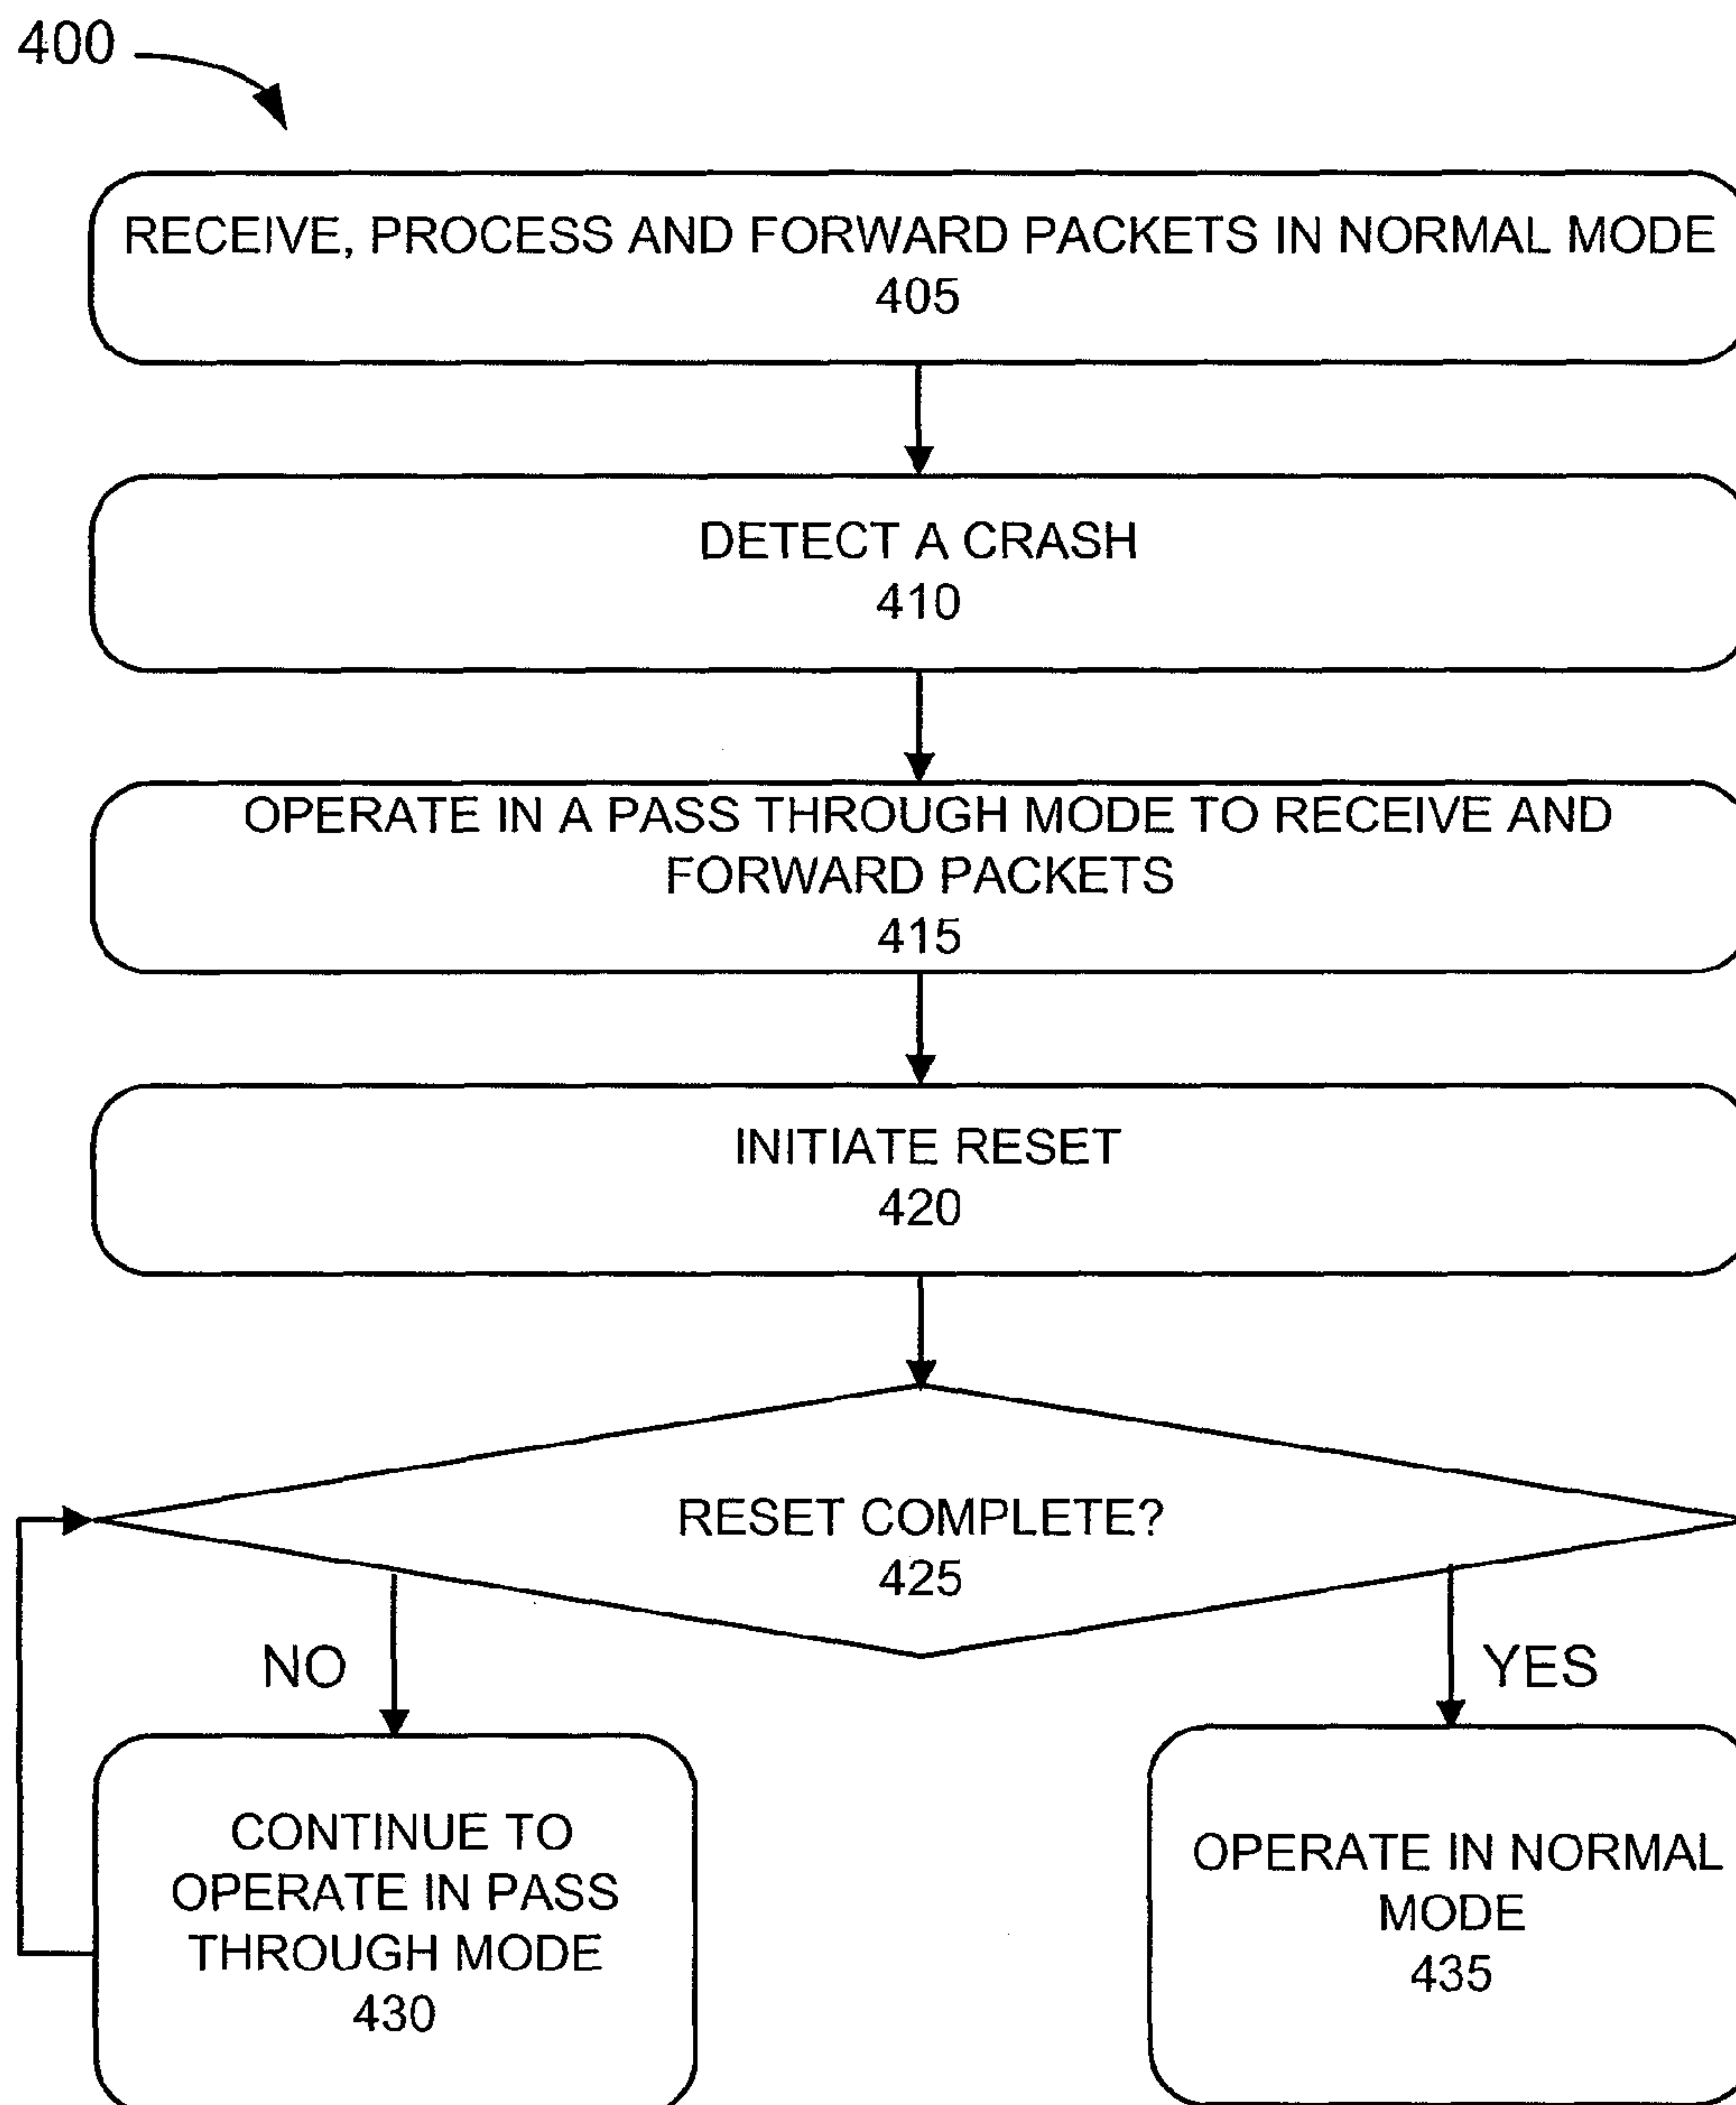 400
RECEIVE, PROCESS AND FORWARD PACKETS IN NORMAL MODE
405
DETECT A CRASH
410
OPERATE IN A PASS THROUGH MODE TO RECEIVE AND
FORWARD PACKETS
415
INITIATE RESET
420
RESET COMPLETE?
425
NO
YES
CONTINUE TO
OPERATE IN PASS
THROUGH MODE
430
OPERATE IN NORMAL
MODE
435